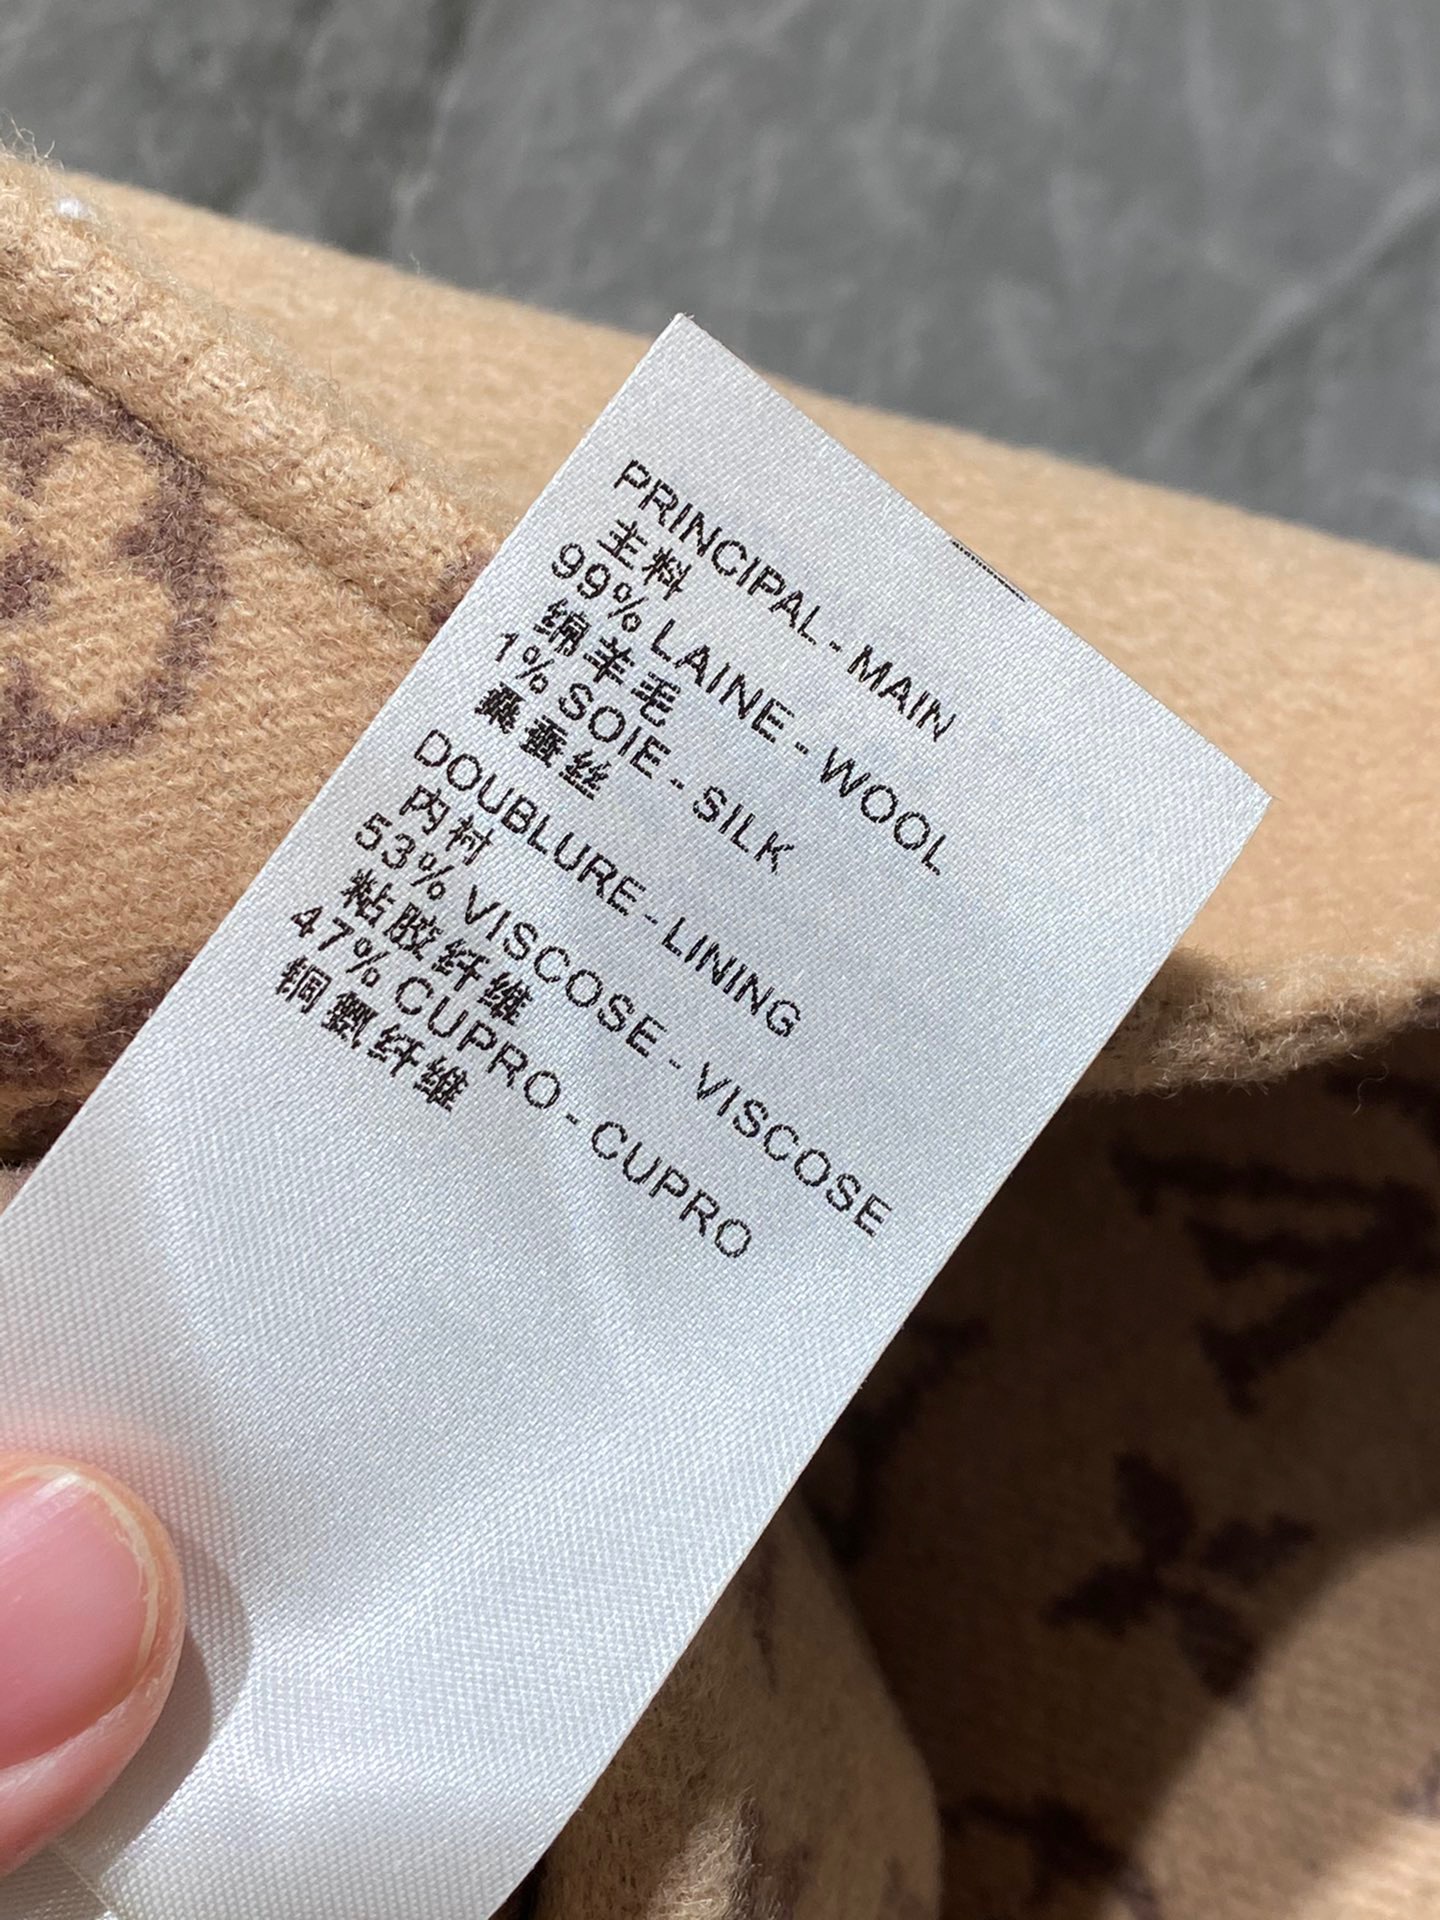 PRINCIPAL - MAIN
主料
99% LAINE - WOOL
绵羊毛
1% SOIE - SILK
桑蚕丝
DOUBLURE - LINING
内衬
53% VISCOSE - VISCOSE
粘胶纤维
47% CUPRO - CUPRO
铜氨纤维